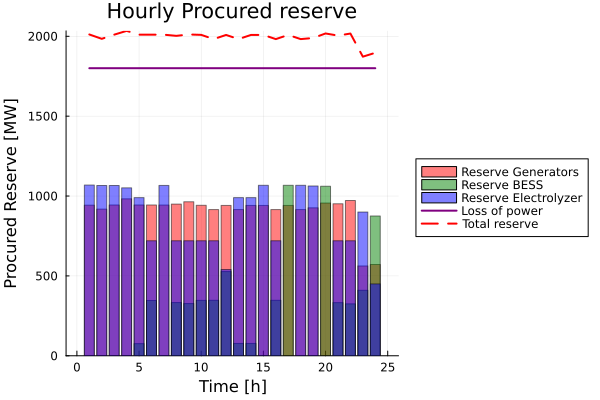 Hourly Procured reserve
Procured Reserve [MW]
2000
1500
1000
500
0
0 5 10 15 20 25
Time [h]
Reserve Generators
Reserve BESS
Reserve Electrolyzer
Loss of power
Total reserve